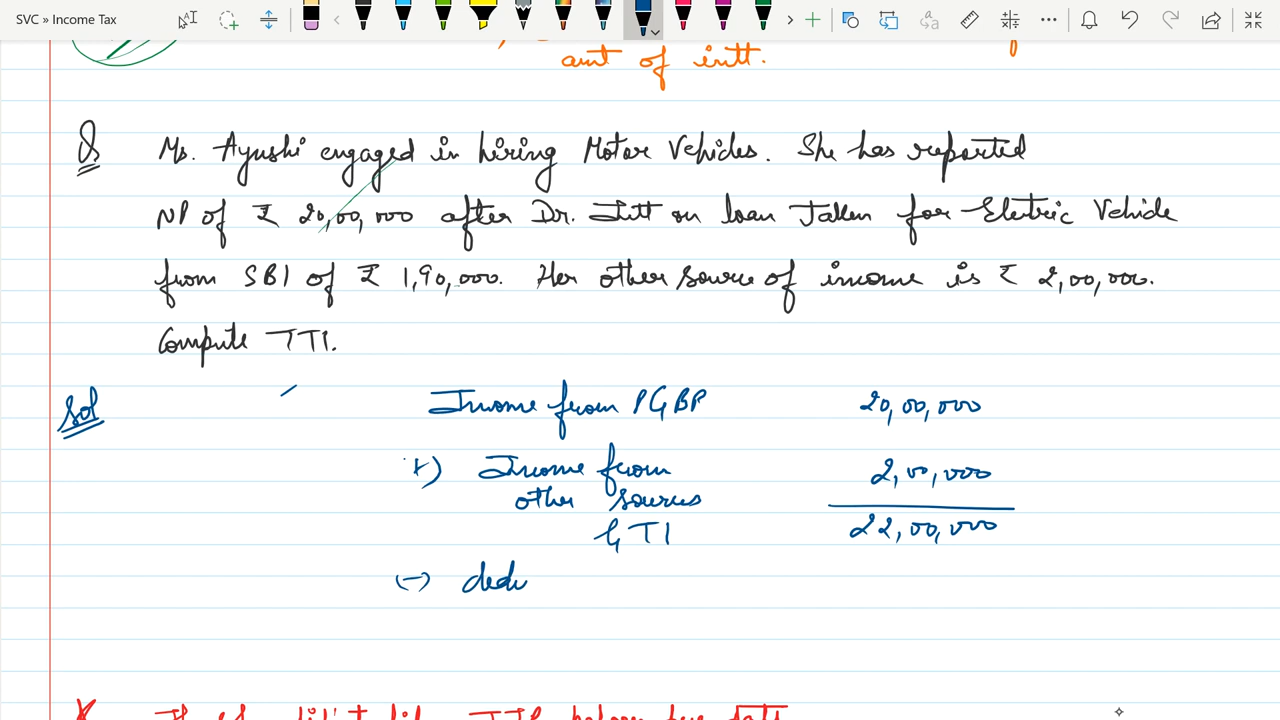 SVC » Income Tax
amt of intt.
Q Ms. Ayushi engaged in hiring Motor Vehicles. She has reported
NP of ₹ 20,00,000 after Dr. Intt on loan Taken for Electric Vehicle
from SBI of ₹ 1,90,000. Her other source of income is ₹ 2,00,000.
Compute TTI.
Sol Income from PGBP 20,00,000
+) Income from 2,00,000
other sources
GTI 22,00,000
(-) dedu